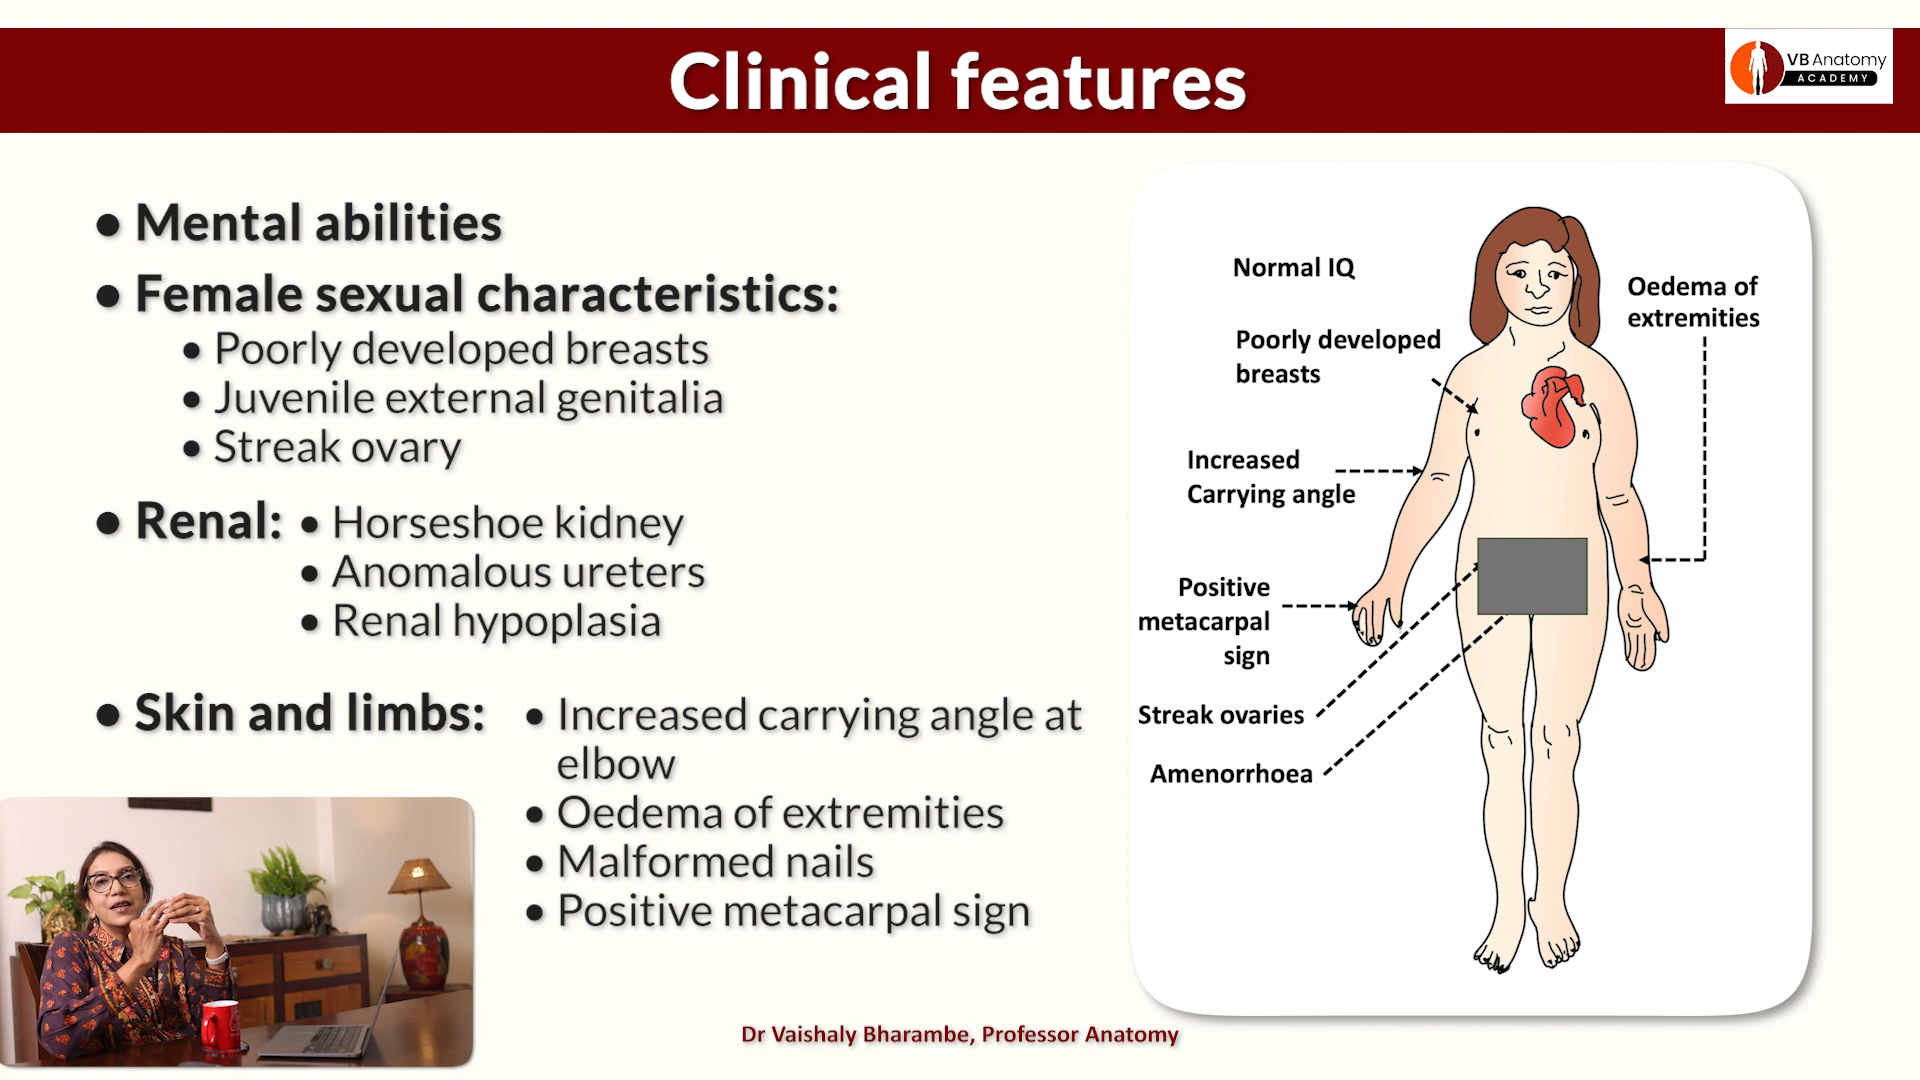 Clinical features
VB Anatomy
ACADEMY
• Mental abilities
• Female sexual characteristics:
• Poorly developed breasts
• Juvenile external genitalia
• Streak ovary
• Renal: • Horseshoe kidney
• Anomalous ureters
• Renal hypoplasia
• Skin and limbs: • Increased carrying angle at
elbow
• Oedema of extremities
• Malformed nails
• Positive metacarpal sign
Normal IQ
Oedema of
extremities
Poorly developed
breasts
Increased
Carrying angle
Positive
metacarpal
sign
Streak ovaries
Amenorrhoea
Dr Vaishaly Bharambe, Professor Anatomy